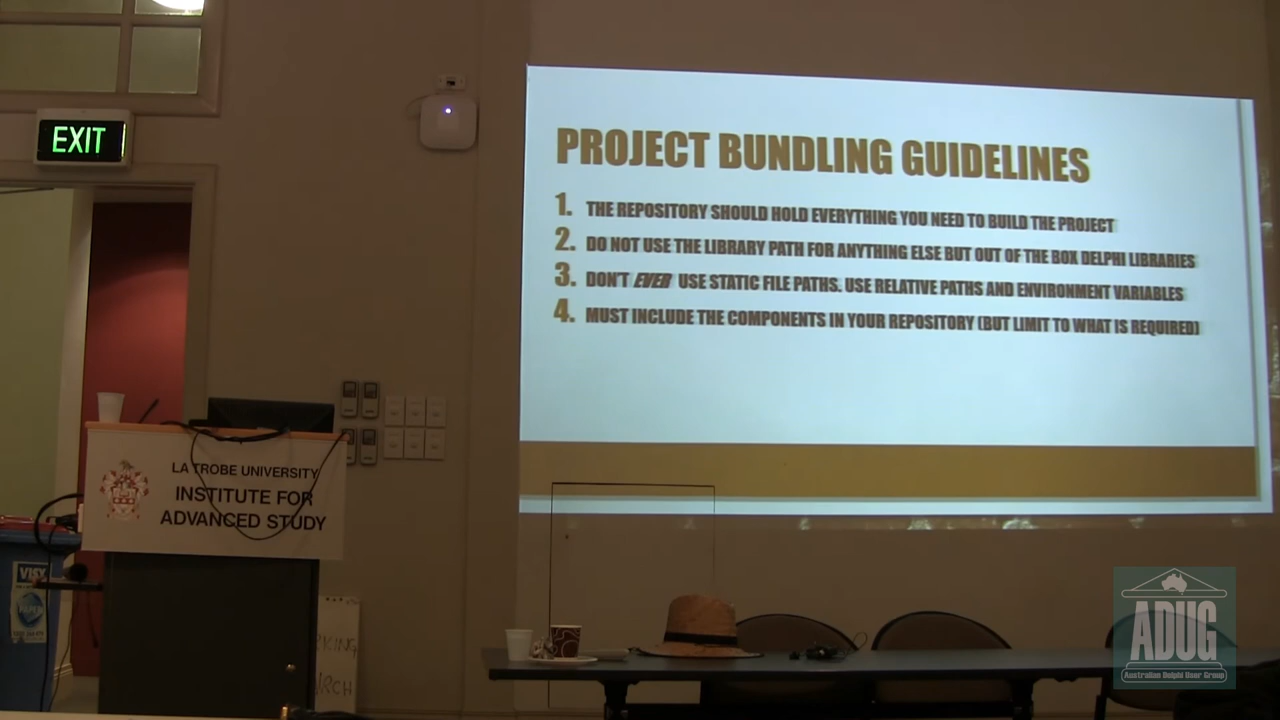 EXIT
PROJECT BUNDLING GUIDELINES
1. THE REPOSITORY SHOULD HOLD EVERYTHING YOU NEED TO BUILD THE PROJECT
2. DO NOT USE THE LIBRARY PATH FOR ANYTHING ELSE BUT OUT OF THE BOX DELPHI LIBRARIES
3. DON'T EVER USE STATIC FILE PATHS. USE RELATIVE PATHS AND ENVIRONMENT VARIABLES
4. MUST INCLUDE THE COMPONENTS IN YOUR REPOSITORY (BUT LIMIT TO WHAT IS REQUIRED)
LA TROBE UNIVERSITY
INSTITUTE FOR
ADVANCED STUDY
VISY
PAPER
ADUG
Australian Delphi User Group